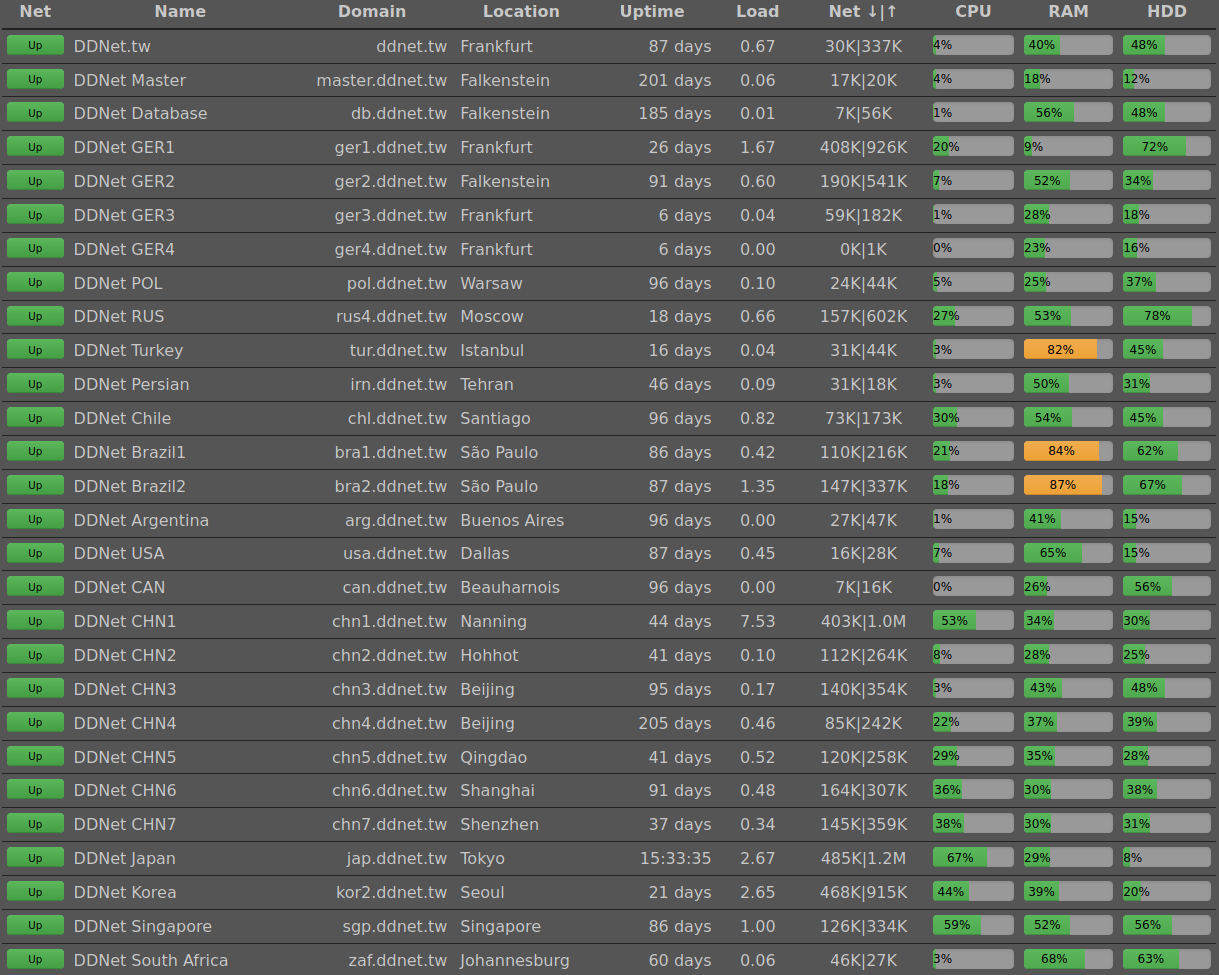 Net Name Domain Location Uptime Load Net ↓|↑ CPU RAM HDD
Up DDNet.tw ddnet.tw Frankfurt 87 days 0.67 30K|337K 4% 40% 48%
Up DDNet Master master.ddnet.tw Falkenstein 201 days 0.06 17K|20K 4% 18% 12%
Up DDNet Database db.ddnet.tw Falkenstein 185 days 0.01 7K|56K 1% 56% 48%
Up DDNet GER1 ger1.ddnet.tw Frankfurt 26 days 1.67 408K|926K 20% 9% 72%
Up DDNet GER2 ger2.ddnet.tw Falkenstein 91 days 0.60 190K|541K 7% 52% 34%
Up DDNet GER3 ger3.ddnet.tw Frankfurt 6 days 0.04 59K|182K 1% 28% 18%
Up DDNet GER4 ger4.ddnet.tw Frankfurt 6 days 0.00 0K|1K 0% 23% 16%
Up DDNet POL pol.ddnet.tw Warsaw 96 days 0.10 24K|44K 5% 25% 37%
Up DDNet RUS rus4.ddnet.tw Moscow 18 days 0.66 157K|602K 27% 53% 78%
Up DDNet Turkey tur.ddnet.tw Istanbul 16 days 0.04 31K|44K 3% 82% 45%
Up DDNet Persian irn.ddnet.tw Tehran 46 days 0.09 31K|18K 3% 50% 31%
Up DDNet Chile chl.ddnet.tw Santiago 96 days 0.82 73K|173K 30% 54% 45%
Up DDNet Brazil1 bra1.ddnet.tw São Paulo 86 days 0.42 110K|216K 21% 84% 62%
Up DDNet Brazil2 bra2.ddnet.tw São Paulo 87 days 1.35 147K|337K 18% 87% 67%
Up DDNet Argentina arg.ddnet.tw Buenos Aires 96 days 0.00 27K|47K 1% 41% 15%
Up DDNet USA usa.ddnet.tw Dallas 87 days 0.45 16K|28K 7% 65% 15%
Up DDNet CAN can.ddnet.tw Beauharnois 96 days 0.00 7K|16K 0% 26% 56%
Up DDNet CHN1 chn1.ddnet.tw Nanning 44 days 7.53 403K|1.0M 53% 34% 30%
Up DDNet CHN2 chn2.ddnet.tw Hohhot 41 days 0.10 112K|264K 8% 28% 25%
Up DDNet CHN3 chn3.ddnet.tw Beijing 95 days 0.17 140K|354K 3% 43% 48%
Up DDNet CHN4 chn4.ddnet.tw Beijing 205 days 0.46 85K|242K 22% 37% 39%
Up DDNet CHN5 chn5.ddnet.tw Qingdao 41 days 0.52 120K|258K 29% 35% 28%
Up DDNet CHN6 chn6.ddnet.tw Shanghai 91 days 0.48 164K|307K 36% 30% 38%
Up DDNet CHN7 chn7.ddnet.tw Shenzhen 37 days 0.34 145K|359K 38% 30% 31%
Up DDNet Japan jap.ddnet.tw Tokyo 15:33:35 2.67 485K|1.2M 67% 29% 8%
Up DDNet Korea kor2.ddnet.tw Seoul 21 days 2.65 468K|915K 44% 39% 20%
Up DDNet Singapore sgp.ddnet.tw Singapore 86 days 1.00 126K|334K 59% 52% 56%
Up DDNet South Africa zaf.ddnet.tw Johannesburg 60 days 0.06 46K|27K 3% 68% 63%